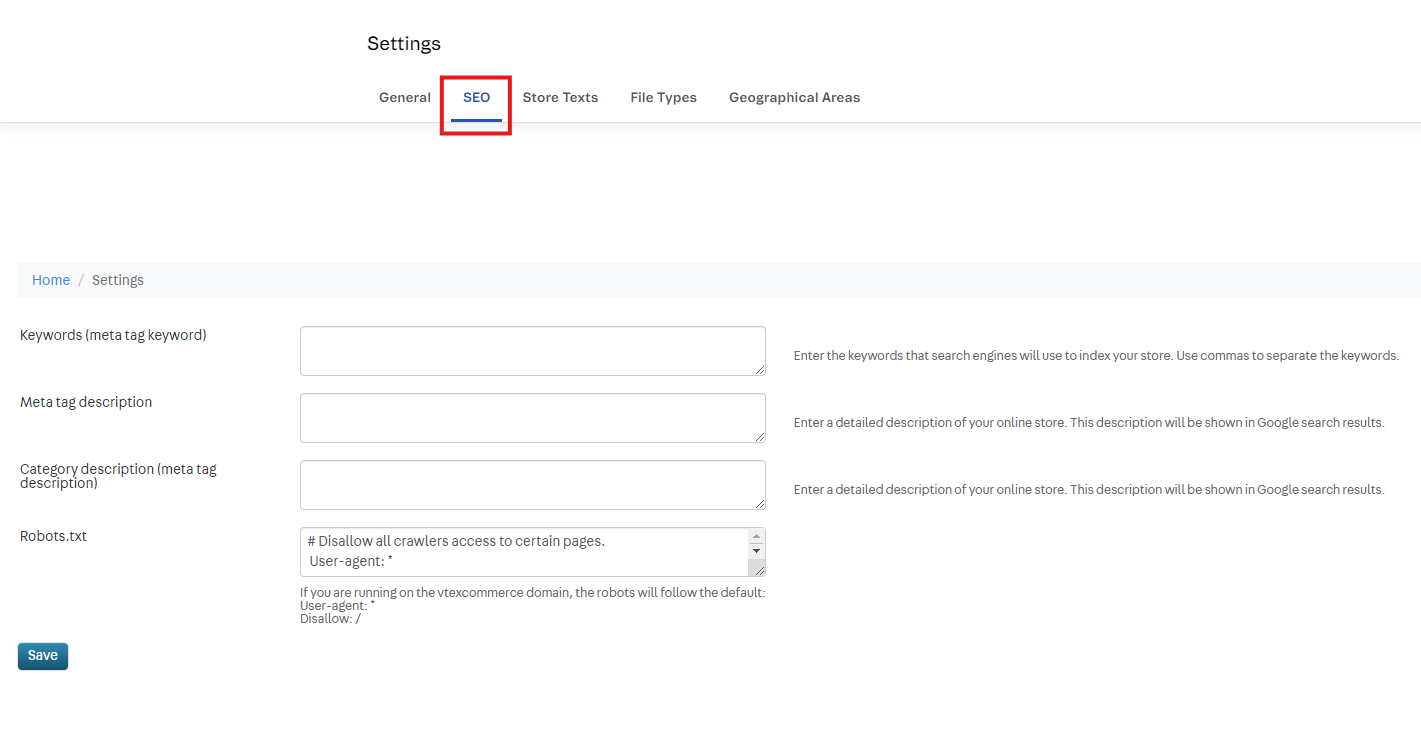 Settings
General SEO Store Texts File Types Geographical Areas
Home / Settings
Keywords (meta tag keyword)
Enter the keywords that search engines will use to index your store. Use commas to separate the keywords.
Meta tag description
Enter a detailed description of your online store. This description will be shown in Google search results.
Category description (meta tag
description)
Enter a detailed description of your online store. This description will be shown in Google search results.
Robots.txt
# Disallow all crawlers access to certain pages.
User-agent: *
If you are running on the vtexcommerce domain, the robots will follow the default:
User-agent: *
Disallow: /
Save